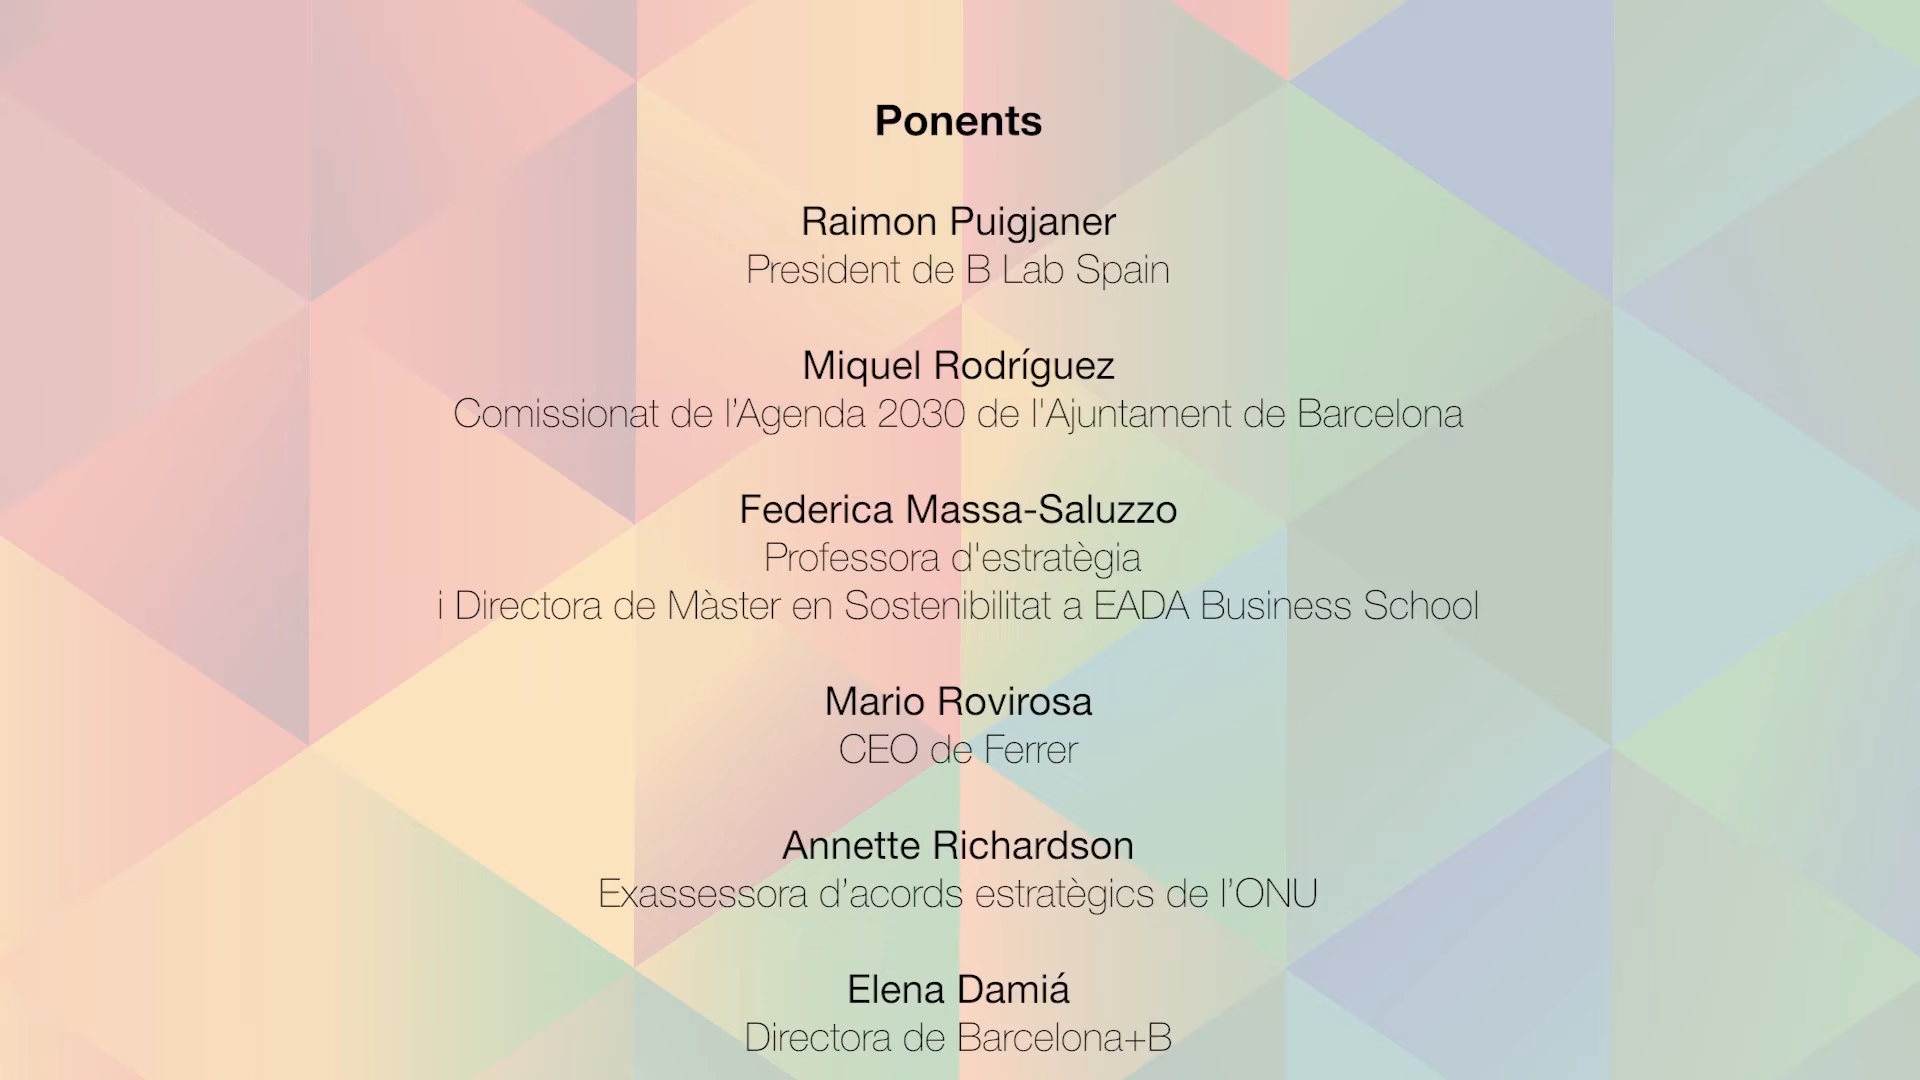 Ponents
Raimon Puigjaner
President de B Lab Spain
Miquel Rodríguez
Comissionat de l’Agenda 2030 de l'Ajuntament de Barcelona
Federica Massa-Saluzzo
Professora d'estratègia
i Directora de Màster en Sostenibilitat a EADA Business School
Mario Rovirosa
CEO de Ferrer
Annette Richardson
Exassessora d’acords estratègics de l’ONU
Elena Damiá
Directora de Barcelona+B